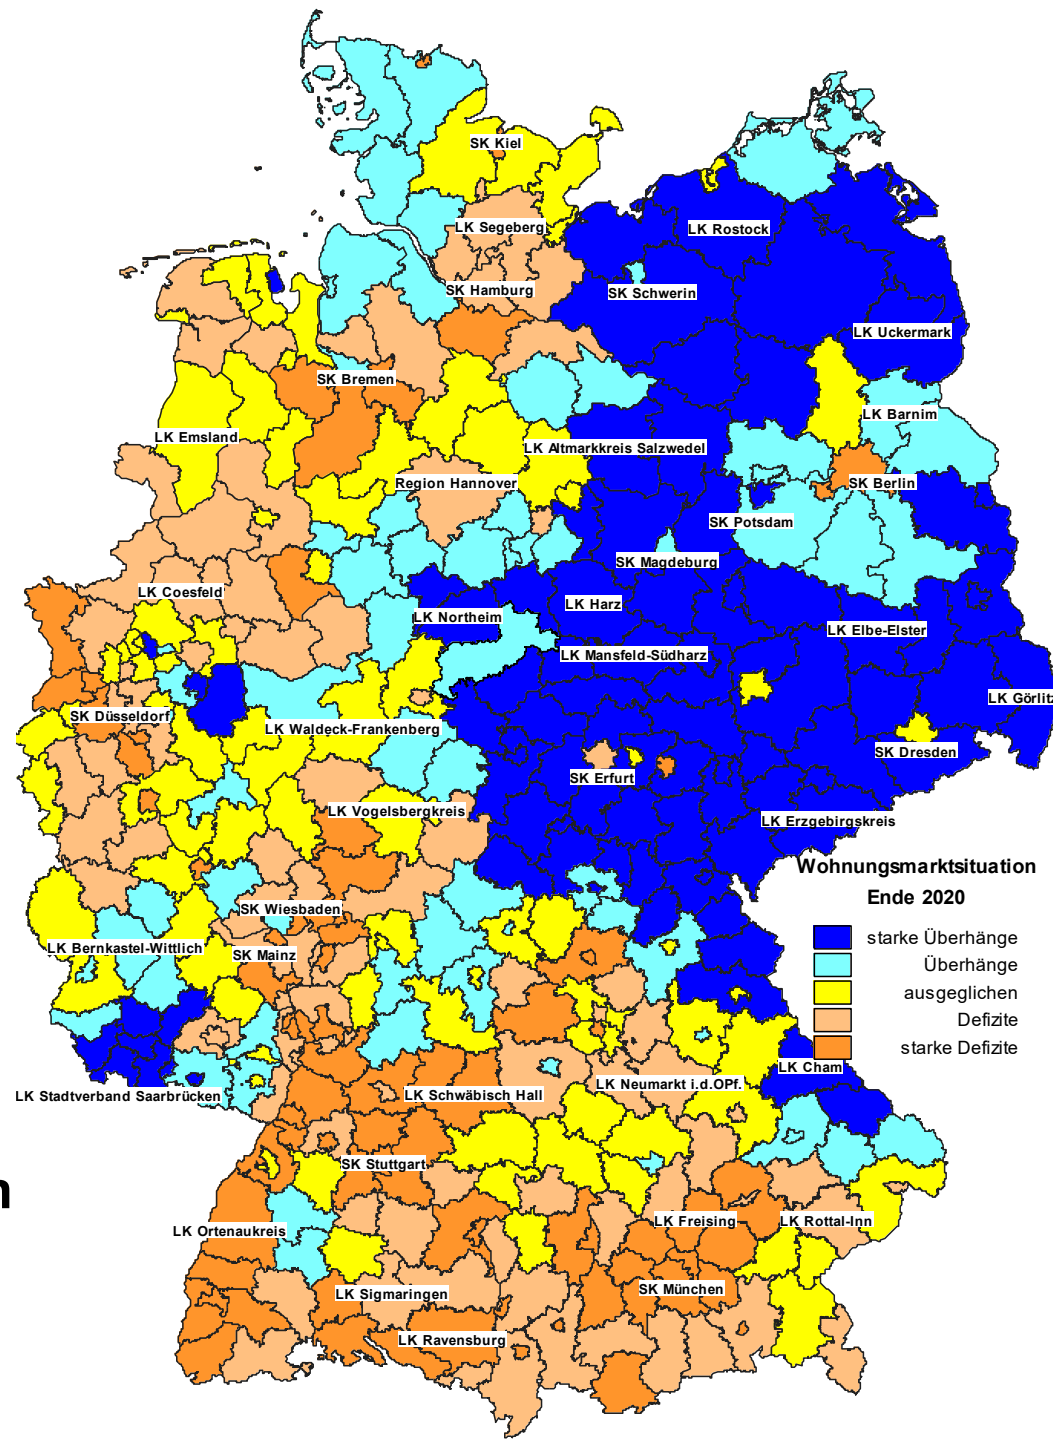 SK Kiel
LK Segeberg
LK Rostock
SK Hamburg
SK Schwerin
LK Uckermark
SK Bremen
LK Barnim
LK Emsland
LK Altmarkkreis Salzwedel
Region Hannover
SK Berlin
SK Potsdam
SK Magdeburg
LK Coesfeld
LK Harz
LK Northeim
LK Elbe-Elster
LK Mansfeld-Südharz
LK Görlitz
SK Düsseldorf
LK Waldeck-Frankenberg
SK Dresden
SK Erfurt
LK Vogelsbergkreis
LK Erzgebirgskreis
Wohnungsmarktsituation
Ende 2020
starke Überhänge
Überhänge
ausgeglichen
Defizite
starke Defizite
SK Wiesbaden
LK Bernkastel-Wittlich
SK Mainz
LK Cham
LK Neumarkt i.d.OPf.
LK Stadtverband Saarbrücken
LK Schwäbisch Hall
SK Stuttgart
n
LK Ortenaukreis
LK Freising
LK Rottal-Inn
SK München
LK Sigmaringen
LK Ravensburg